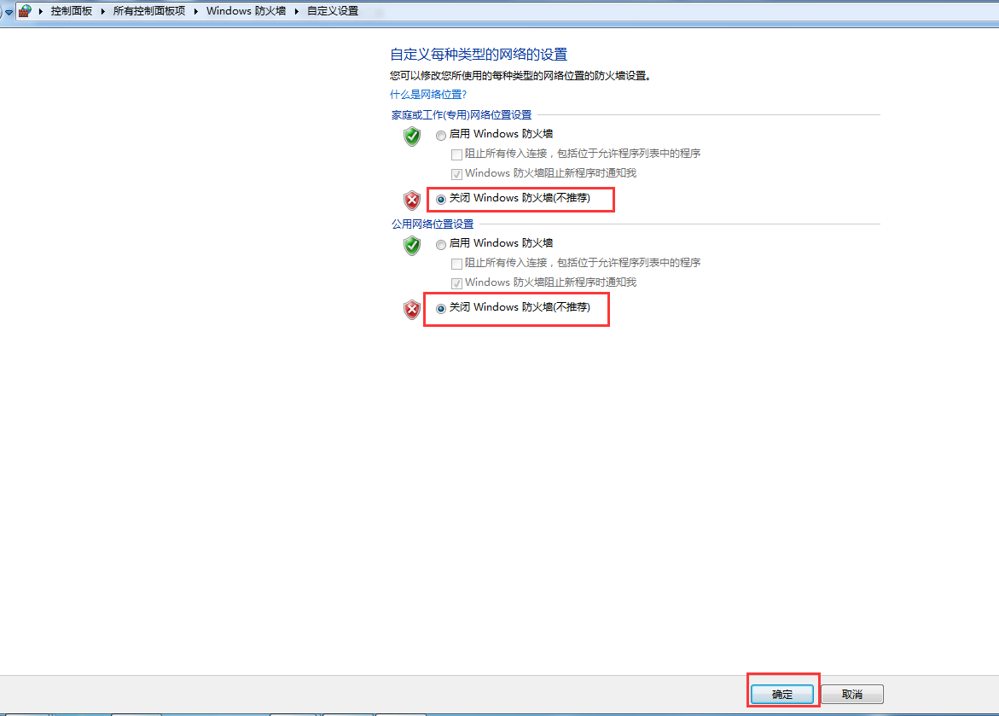 控制面板 ▸ 所有控制面板项 ▸ Windows 防火墙 ▸ 自定义设置
自定义每种类型的网络的设置
您可以修改您所使用的每种类型的网络位置的防火墙设置。
什么是网络位置?
家庭或工作(专用)网络位置设置
启用 Windows 防火墙
阻止所有传入连接，包括位于允许程序列表中的程序
Windows 防火墙阻止新程序时通知我
关闭 Windows 防火墙(不推荐)
公用网络位置设置
启用 Windows 防火墙
阻止所有传入连接，包括位于允许程序列表中的程序
Windows 防火墙阻止新程序时通知我
关闭 Windows 防火墙(不推荐)
确定 取消